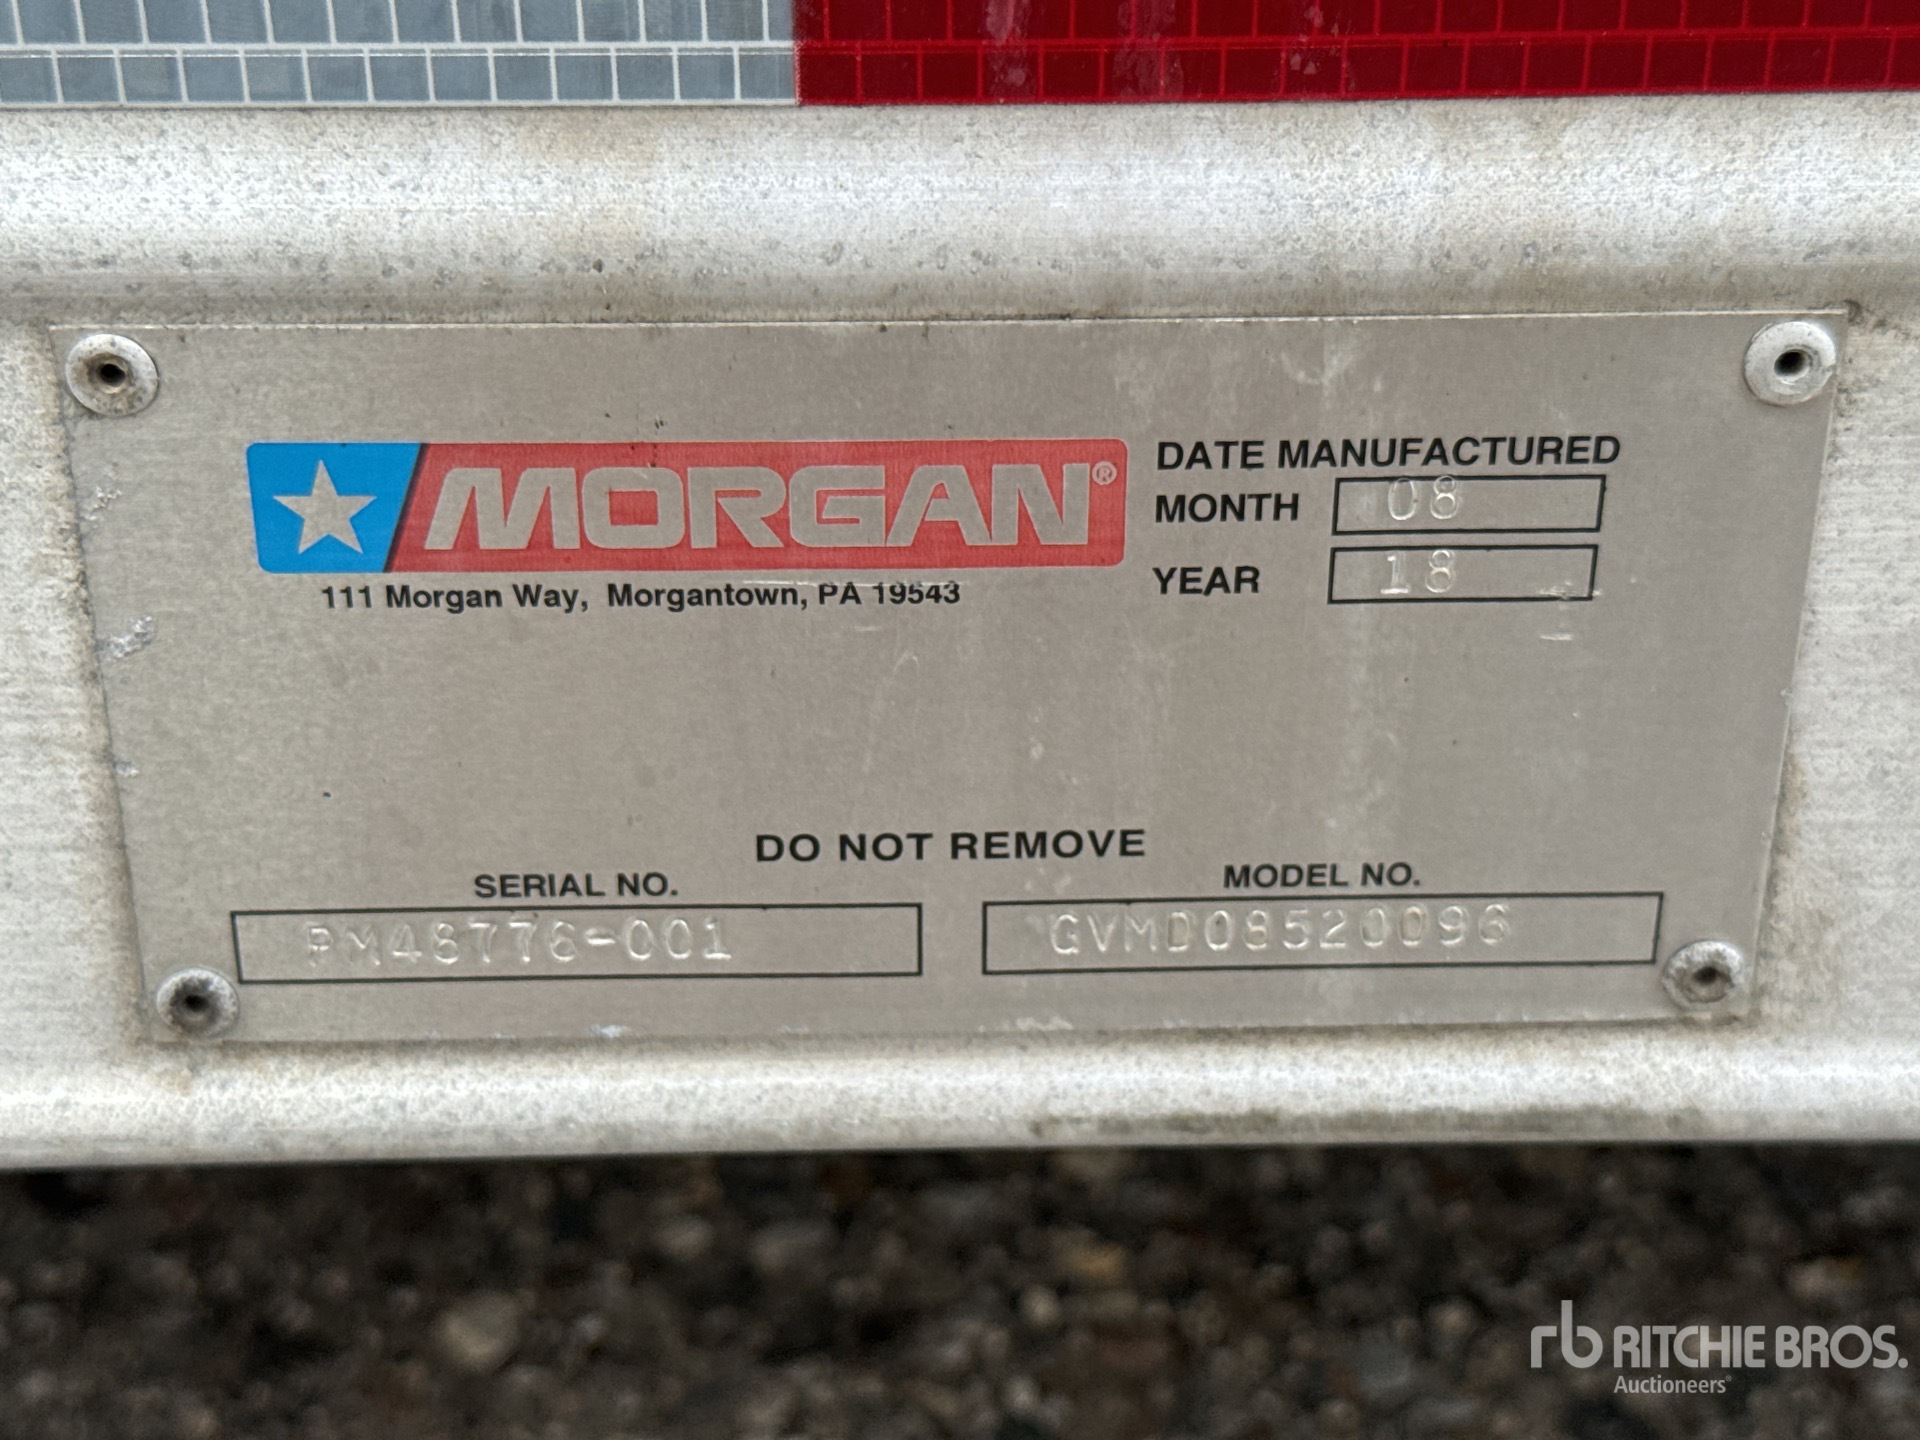 MORGAN®
111 Morgan Way, Morgantown, PA 19543
DATE MANUFACTURED
MONTH 08
YEAR 18
DO NOT REMOVE
SERIAL NO. MODEL NO.
PM48776-001 GVMD08520096
rb RITCHIE BROS.
Auctioneers